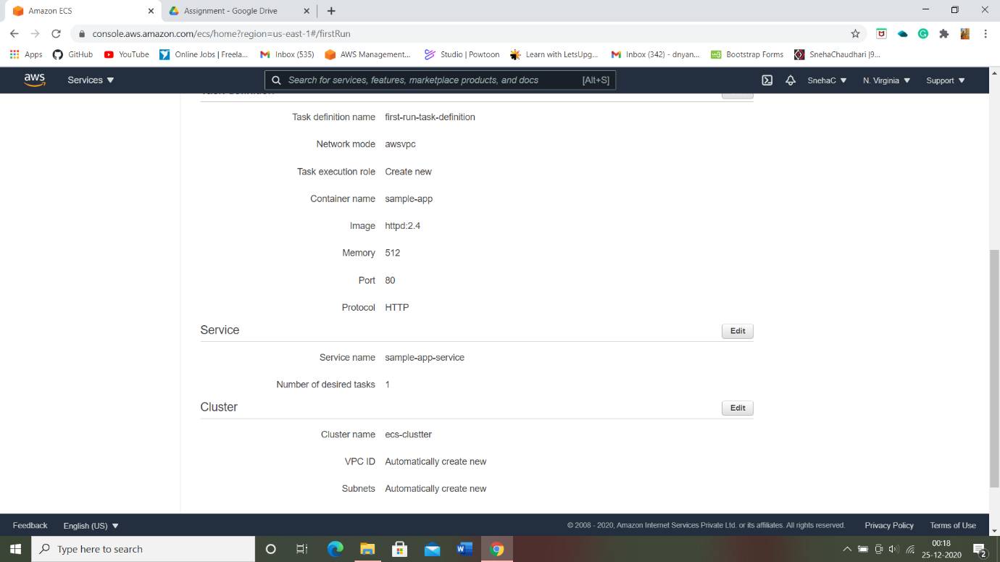 Amazon ECS
Assignment - Google Drive
console.aws.amazon.com/ecs/home?region=us-east-1#/firstRun
Apps GitHub YouTube Online Jobs | Freela... Inbox (535) AWS Management... Studio | Powtoon Learn with LetsUpg... Inbox (342) - dnyan... Bootstrap Forms SnehaChaudhari |9...
aws Services Search for services, features, marketplace products, and docs [Alt+S] SnehaC N. Virginia Support
Task definition name first-run-task-definition
Network mode awsvpc
Task execution role Create new
Container name sample-app
Image httpd:2.4
Memory 512
Port 80
Protocol HTTP
Service Edit
Service name sample-app-service
Number of desired tasks 1
Cluster Edit
Cluster name ecs-clustter
VPC ID Automatically create new
Subnets Automatically create new
Feedback English (US) © 2008 - 2020, Amazon Internet Services Private Ltd. or its affiliates. All rights reserved. Privacy Policy Terms of Use
Type here to search
00:18
25-12-2020
2